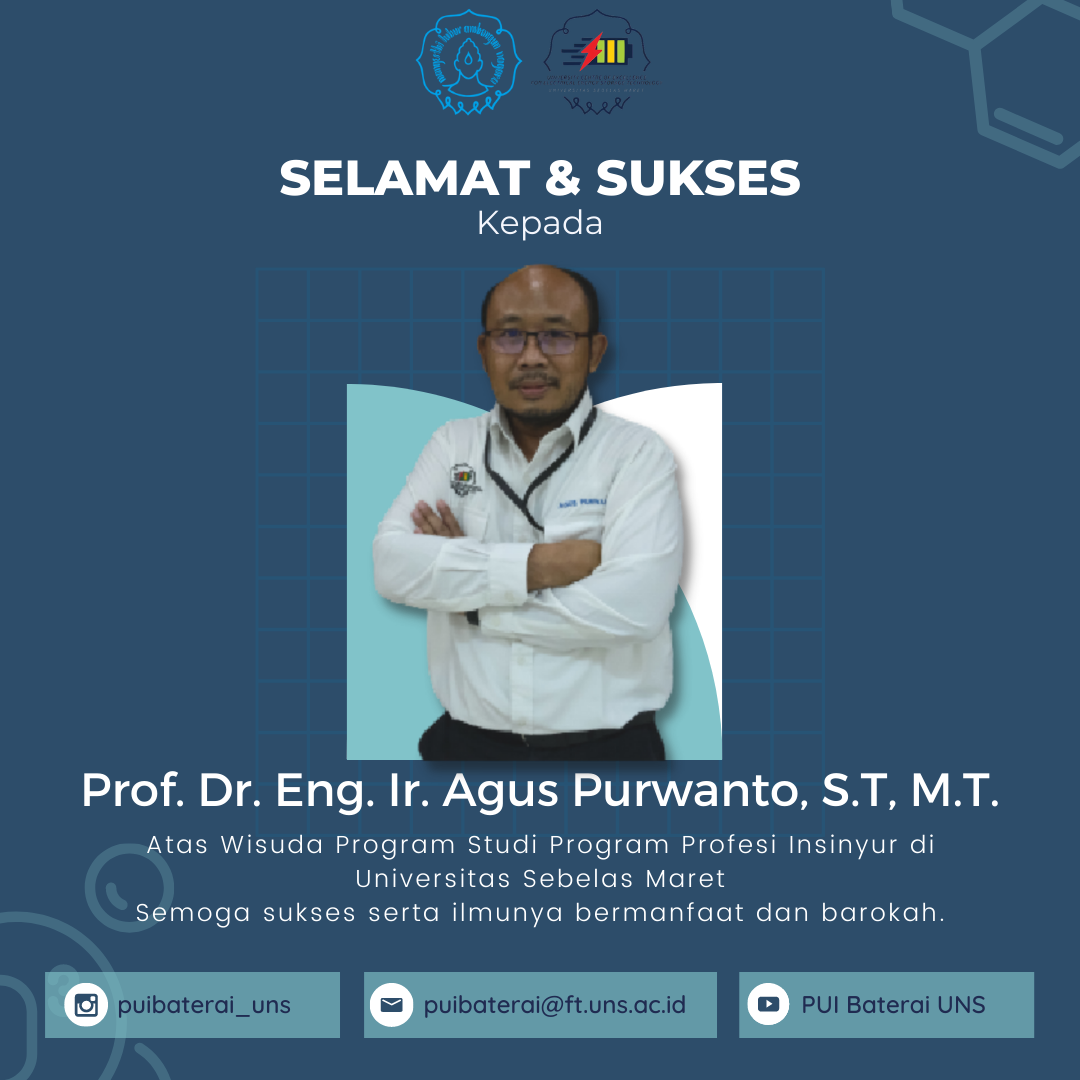 SELAMAT & SUKSES
Kepada
Prof. Dr. Eng. Ir. Agus Purwanto, S.T, M.T.
Atas Wisuda Program Studi Program Profesi Insinyur di
Universitas Sebelas Maret
Semoga sukses serta ilmunya bermanfaat dan barokah.
puibaterai_uns
puibaterai@ft.uns.ac.id
PUI Baterai UNS